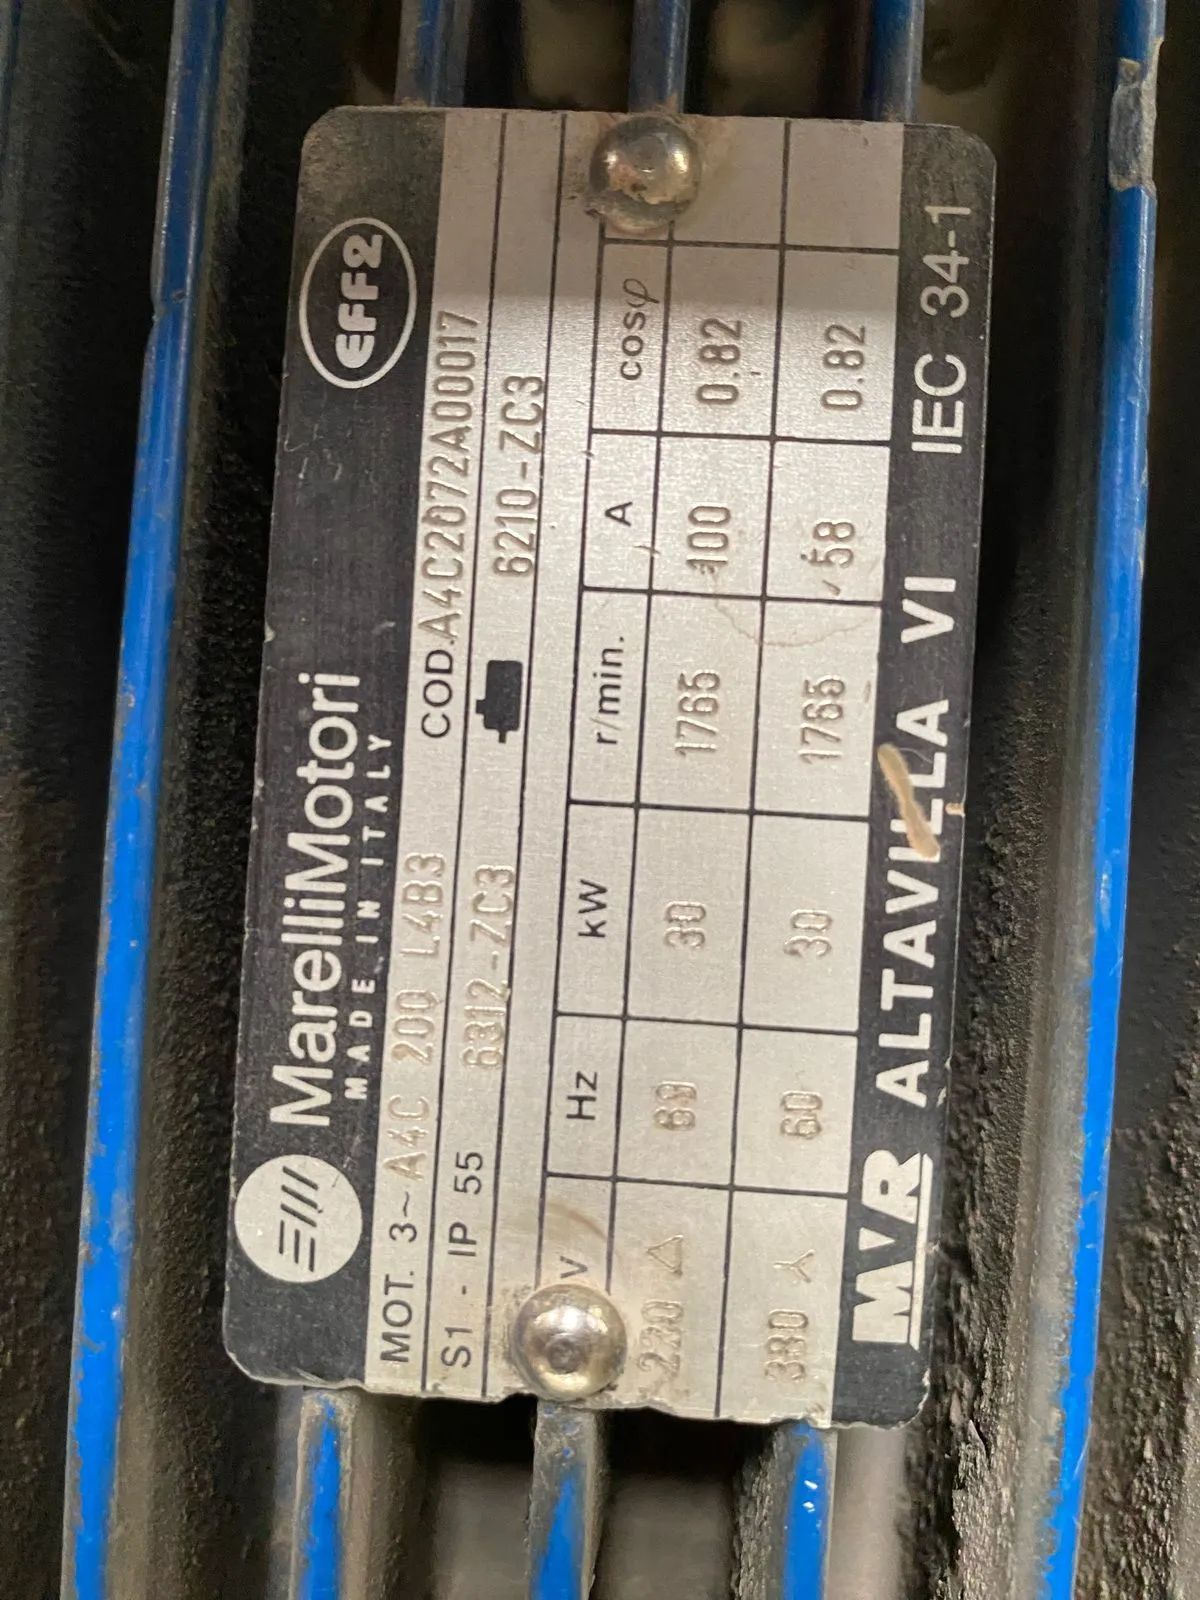 MarelliMotori
MADE IN ITALY
EFF2
MOT. 3~ A4C 200 L4B3 COD. A4C2072A00017
S1 - IP 55 6312-ZC3 6210-ZC3
V Hz kW r/min. A cosφ
220 △ 60 30 1765 100 0.82
380 Y 60 30 1765 58 0.82
MVR ALTAVILLA VI IEC 34-1